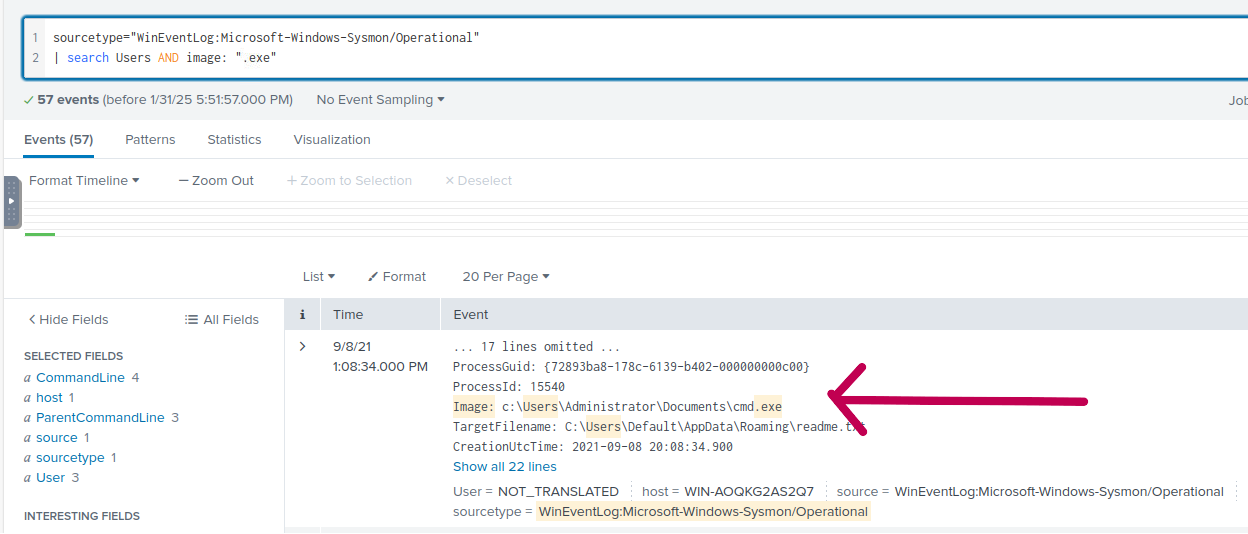 1 sourcetype="WinEventLog:Microsoft-Windows-Sysmon/Operational"
2 | search Users AND image: ".exe"
57 events (before 1/31/25 5:51:57.000 PM) No Event Sampling
Job
Events (57) Patterns Statistics Visualization
Format Timeline — Zoom Out + Zoom to Selection × Deselect
List Format 20 Per Page
< Hide Fields All Fields
i Time Event
SELECTED FIELDS
a CommandLine 4
a host 1
a ParentCommandLine 3
a source 1
a sourcetype 1
a User 3
INTERESTING FIELDS
> 9/8/21
1:08:34.000 PM
... 17 lines omitted ...
ProcessGuid: {72893ba8-178c-6139-b402-000000000c00}
ProcessId: 15540
Image: c:\Users\Administrator\Documents\cmd.exe
TargetFilename: C:\Users\Default\AppData\Roaming\readme.txt
CreationUtcTime: 2021-09-08 20:08:34.900
Show all 22 lines
User = NOT_TRANSLATED host = WIN-AOQKG2AS2Q7 source = WinEventLog:Microsoft-Windows-Sysmon/Operational
sourcetype = WinEventLog:Microsoft-Windows-Sysmon/Operational